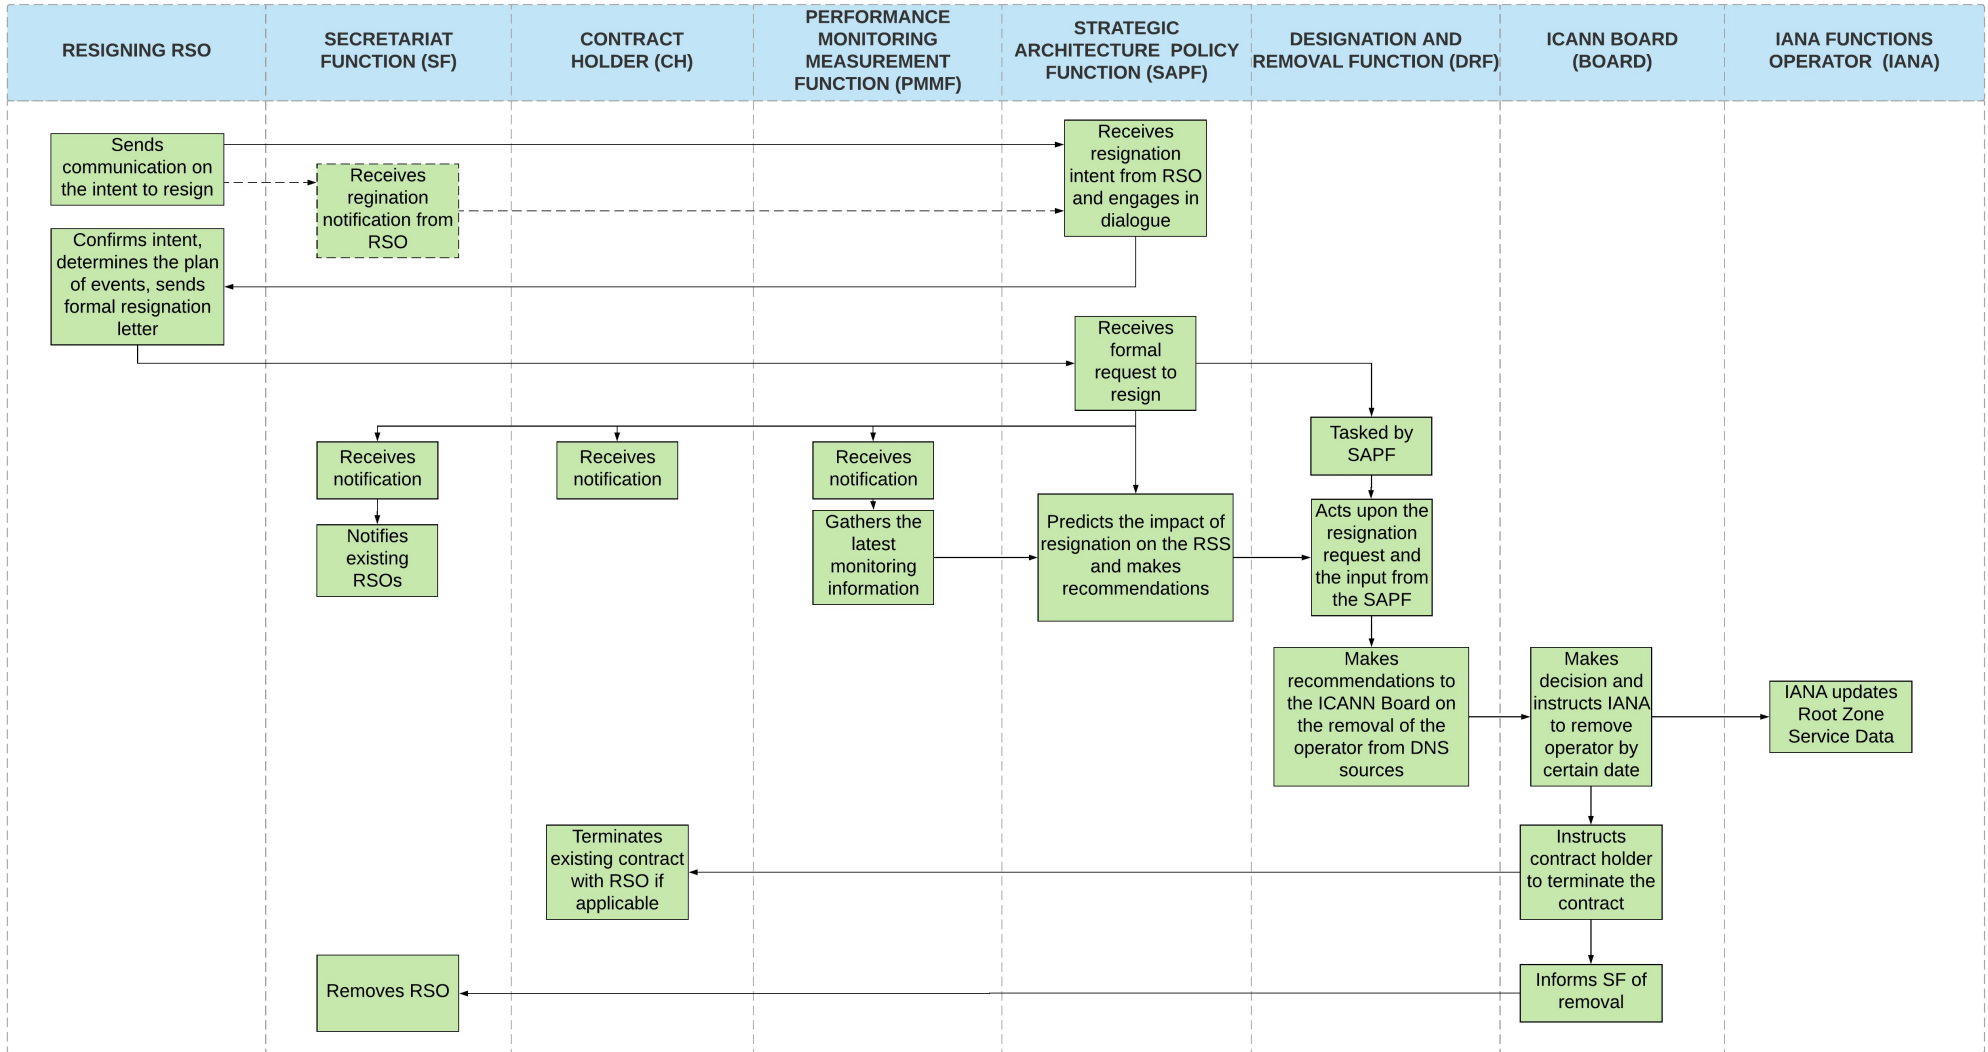 RESIGNING RSO
SECRETARIAT
FUNCTION (SF)
CONTRACT
HOLDER (CH)
PERFORMANCE
MONITORING
MEASUREMENT
FUNCTION (PMMF)
STRATEGIC
ARCHITECTURE POLICY
FUNCTION (SAPF)
DESIGNATION AND
REMOVAL FUNCTION (DRF)
ICANN BOARD
(BOARD)
IANA FUNCTIONS
OPERATOR (IANA)
Sends
communication on
the intent to resign
Receives
regination
notification from
RSO
Receives
resignation
intent from RSO
and engages in
dialogue
Confirms intent,
determines the plan
of events, sends
formal resignation
letter
Receives
formal
request to
resign
Tasked by
SAPF
Receives
notification
Receives
notification
Receives
notification
Notifies
existing
RSOs
Gathers the
latest
monitoring
information
Predicts the impact of
resignation on the RSS
and makes
recommendations
Acts upon the
resignation
request and
the input from
the SAPF
Makes
recommendations to
the ICANN Board on
the removal of the
operator from DNS
sources
Makes
decision and
instructs IANA
to remove
operator by
certain date
IANA updates
Root Zone
Service Data
Terminates
existing contract
with RSO if
applicable
Instructs
contract holder
to terminate the
contract
Removes RSO
Informs SF of
removal